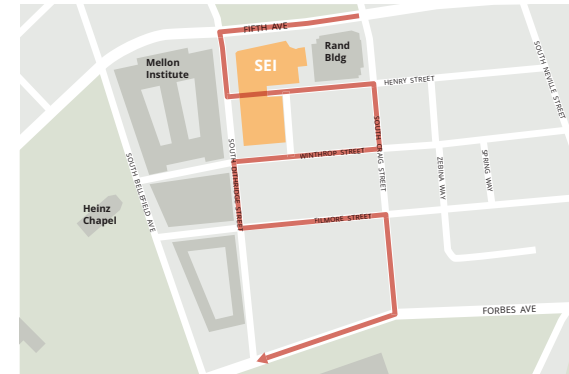 FIFTH AVE
Rand
Bldg
SEI
Mellon
Institute
HENRY STREET
SOUTH NEVILLE STREET
SOUTH CRAIG STREET
WINTHROP STREET
SOUTH BELLEFIELD AVE
SOUTH DITHRIDGE STREET
ZEBINA WAY
SPRING WAY
Heinz
Chapel
FILMORE STREET
FORBES AVE